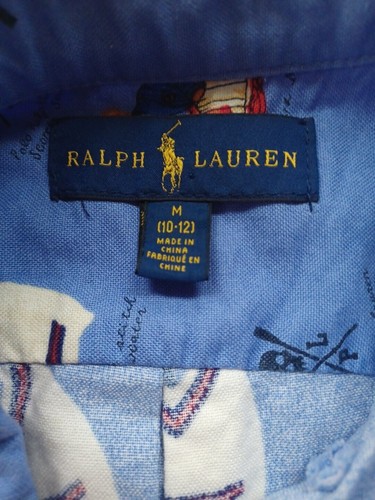 RALPH LAUREN
M
(10-12)
MADE IN
CHINA
FABRIQUÉ EN
CHINE
L
P